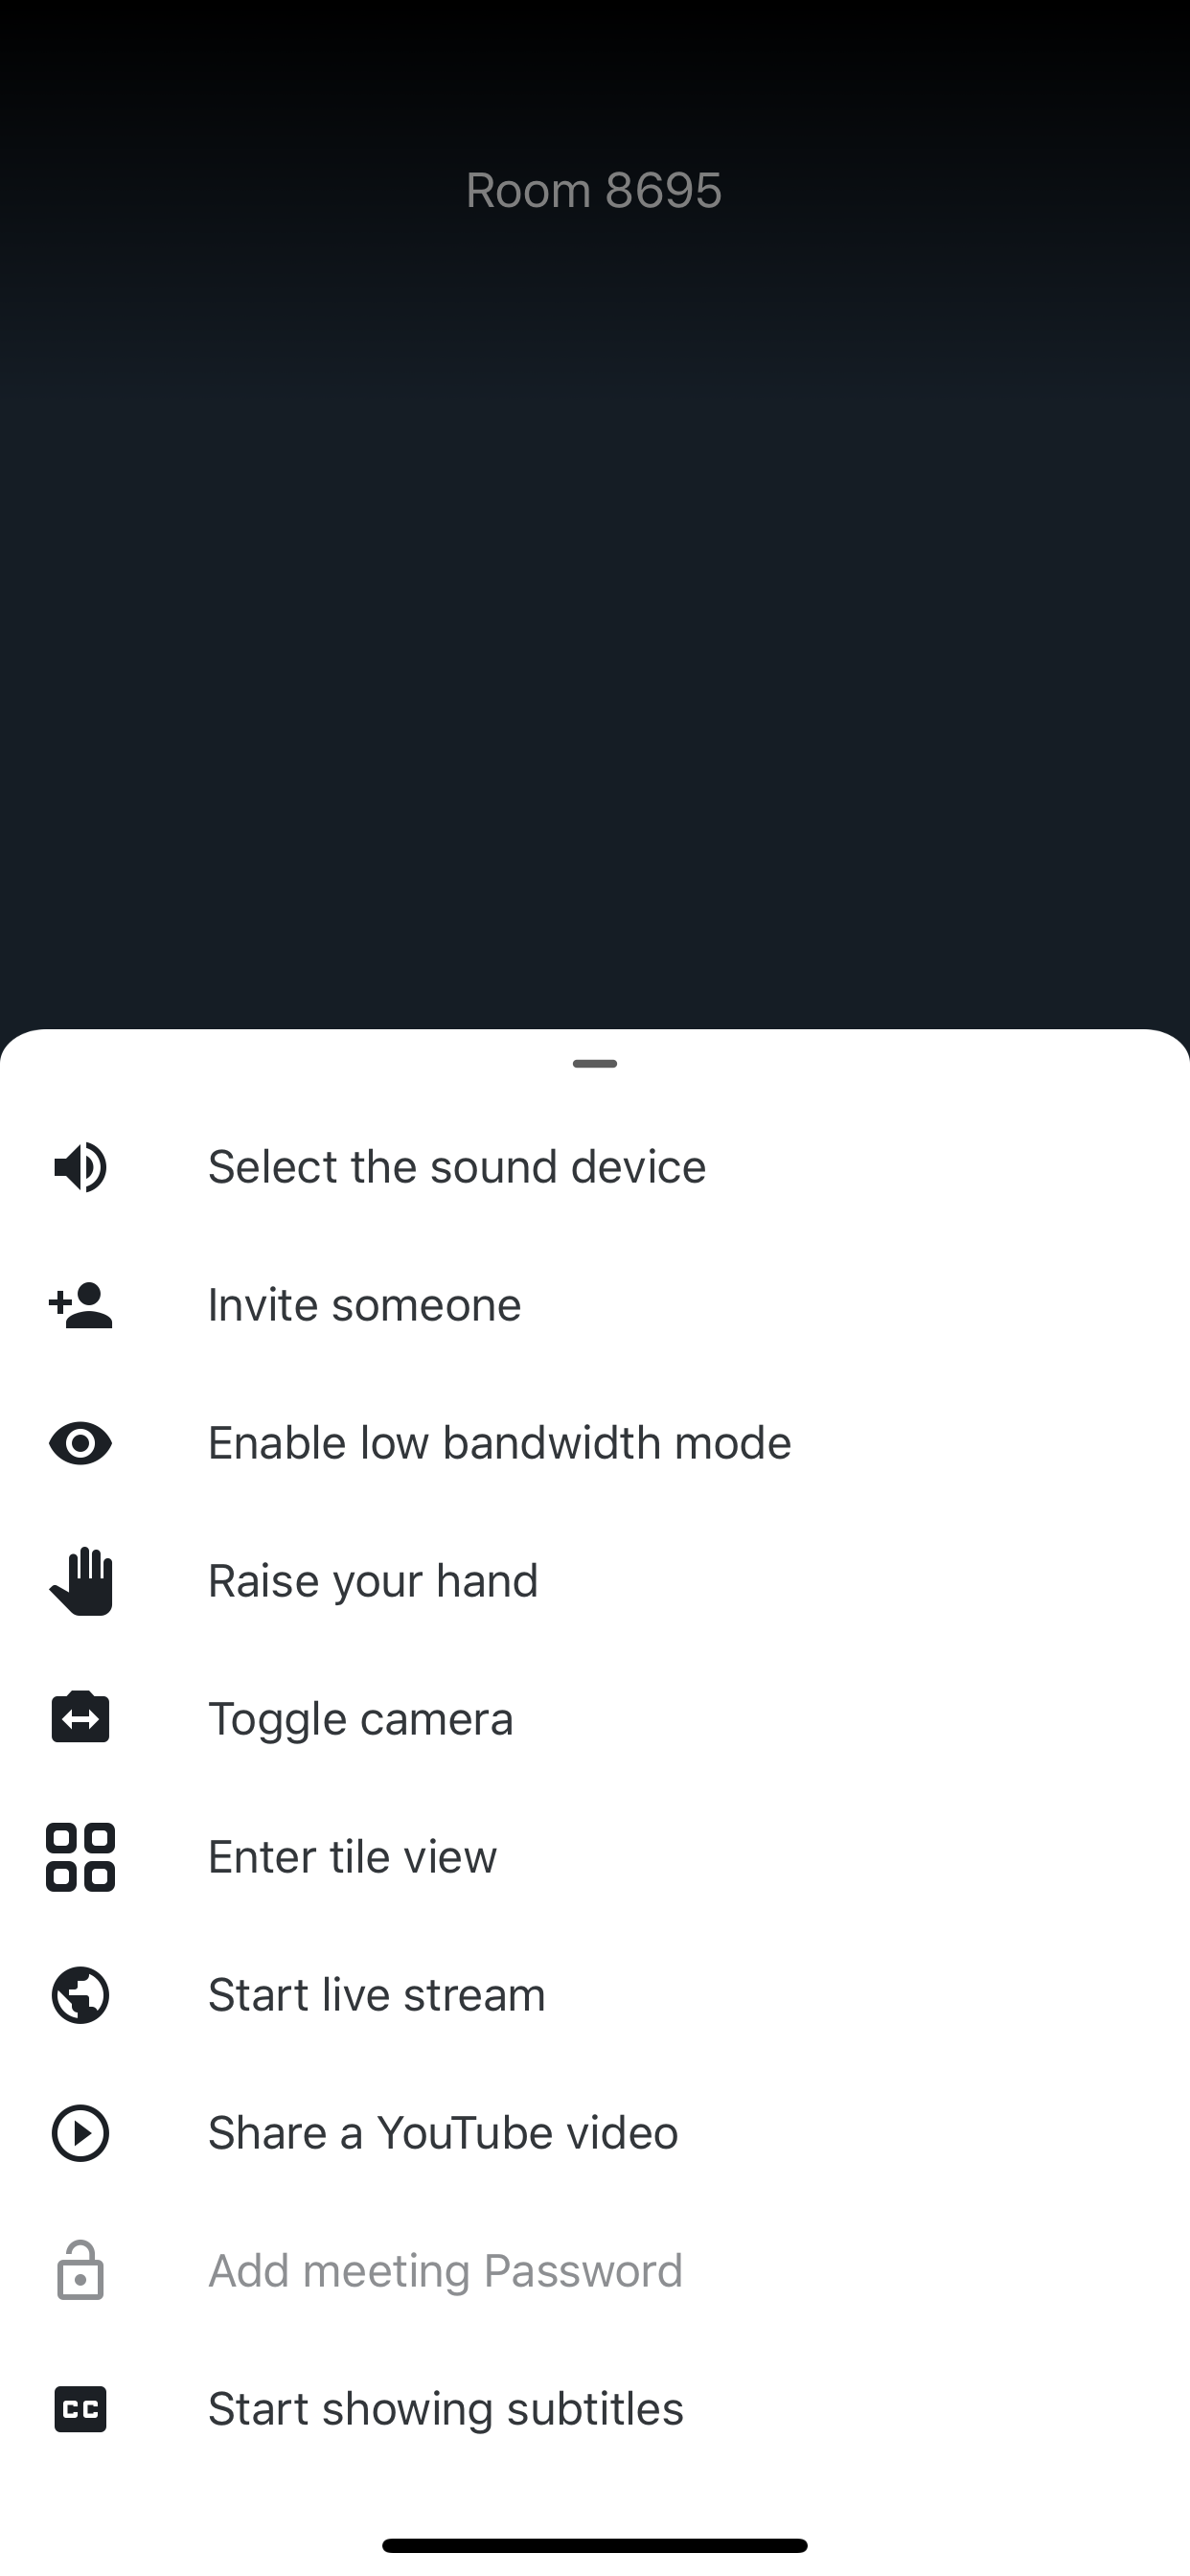 Room 8695
Select the sound device
Invite someone
Enable low bandwidth mode
Raise your hand
Toggle camera
Enter tile view
Start live stream
Share a YouTube video
Add meeting Password
CC Start showing subtitles